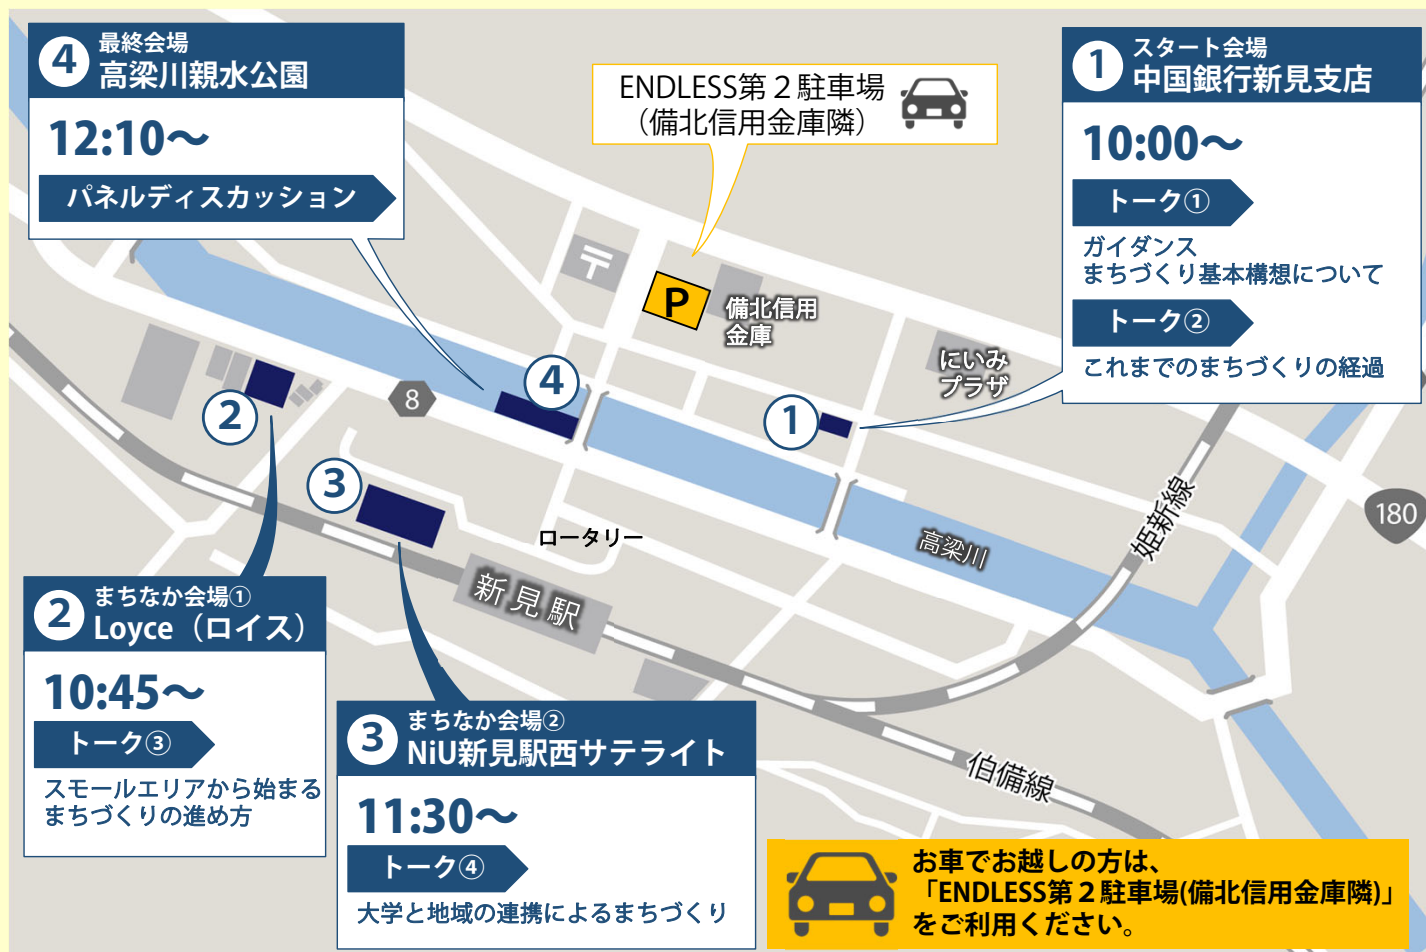 4
最終会場
高梁川親水公園
12:10～
パネルディスカッション
ENDLESS第２駐車場
（備北信用金庫隣）
1
スタート会場
中国銀行新見支店
10:00～
トーク①
ガイダンス
まちづくり基本構想について
トーク②
これまでのまちづくりの経過
〒
P
備北信用
金庫
にいみ
プラザ
4
8
2
1
3
ロータリー
高梁川
姫新線
180
新見駅
伯備線
2
まちなか会場①
Loyce（ロイス）
10:45～
トーク③
スモールエリアから始まる
まちづくりの進め方
3
まちなか会場②
NiU新見駅西サテライト
11:30～
トーク④
大学と地域の連携によるまちづくり
お車でお越しの方は、
「ENDLESS第２駐車場(備北信用金庫隣)」
をご利用ください。